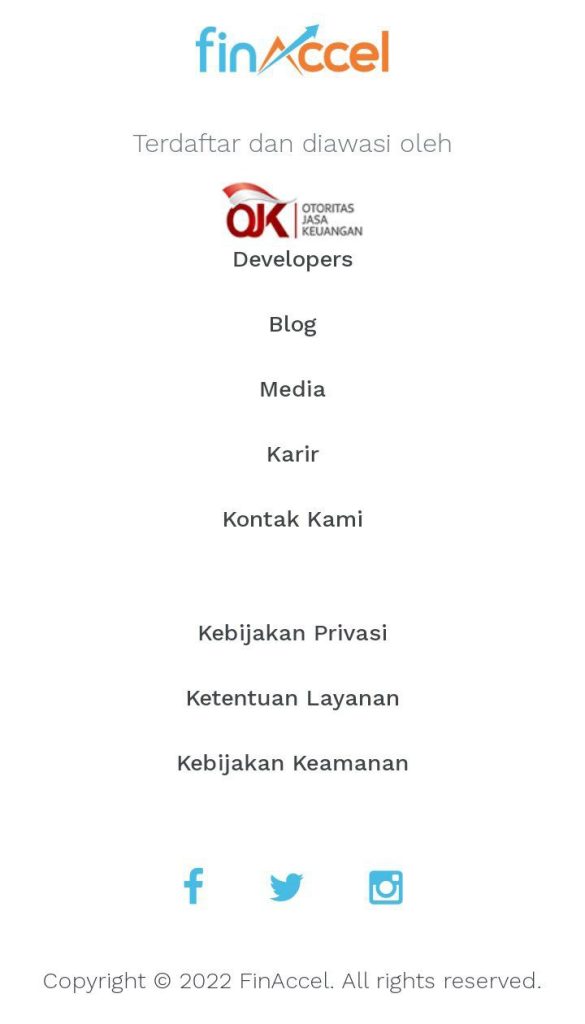 finAccel
Terdaftar dan diawasi oleh
OJK
OTORITAS
JASA
KEUANGAN
Developers
Blog
Media
Karir
Kontak Kami
Kebijakan Privasi
Ketentuan Layanan
Kebijakan Keamanan
Copyright © 2022 FinAccel. All rights reserved.